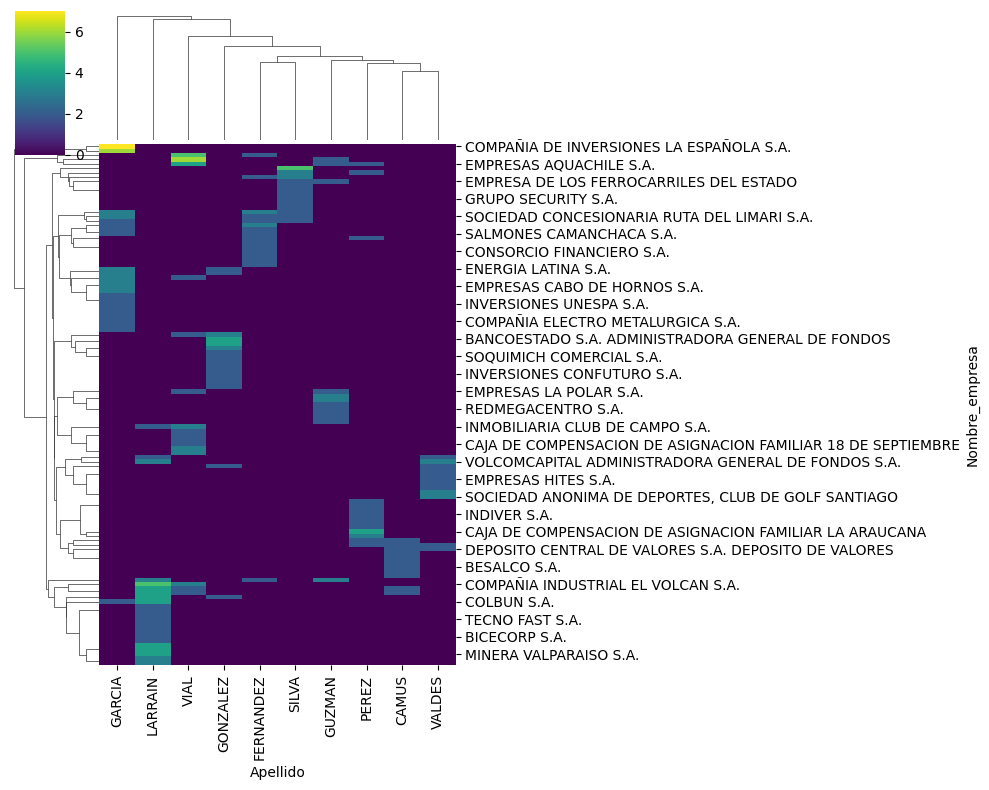 6
4
2
0
COMPAÑIA DE INVERSIONES LA ESPAÑOLA S.A.
EMPRESAS AQUACHILE S.A.
EMPRESA DE LOS FERROCARRILES DEL ESTADO
GRUPO SECURITY S.A.
SOCIEDAD CONCESIONARIA RUTA DEL LIMARI S.A.
SALMONES CAMANCHACA S.A.
CONSORCIO FINANCIERO S.A.
ENERGIA LATINA S.A.
EMPRESAS CABO DE HORNOS S.A.
INVERSIONES UNESPA S.A.
COMPAÑIA ELECTRO METALURGICA S.A.
BANCOESTADO S.A. ADMINISTRADORA GENERAL DE FONDOS
SOQUIMICH COMERCIAL S.A.
INVERSIONES CONFUTURO S.A.
EMPRESAS LA POLAR S.A.
REDMEGACENTRO S.A.
INMOBILIARIA CLUB DE CAMPO S.A.
CAJA DE COMPENSACION DE ASIGNACION FAMILIAR 18 DE SEPTIEMBRE
VOLCOMCAPITAL ADMINISTRADORA GENERAL DE FONDOS S.A.
EMPRESAS HITES S.A.
SOCIEDAD ANONIMA DE DEPORTES, CLUB DE GOLF SANTIAGO
INDIVER S.A.
CAJA DE COMPENSACION DE ASIGNACION FAMILIAR LA ARAUCANA
DEPOSITO CENTRAL DE VALORES S.A. DEPOSITO DE VALORES
BESALCO S.A.
COMPAÑIA INDUSTRIAL EL VOLCAN S.A.
COLBUN S.A.
TECNO FAST S.A.
BICECORP S.A.
MINERA VALPARAISO S.A.
Nombre_empresa
GARCIA
LARRAIN
VIAL
GONZALEZ
FERNANDEZ
SILVA
GUZMAN
PEREZ
CAMUS
VALDES
Apellido